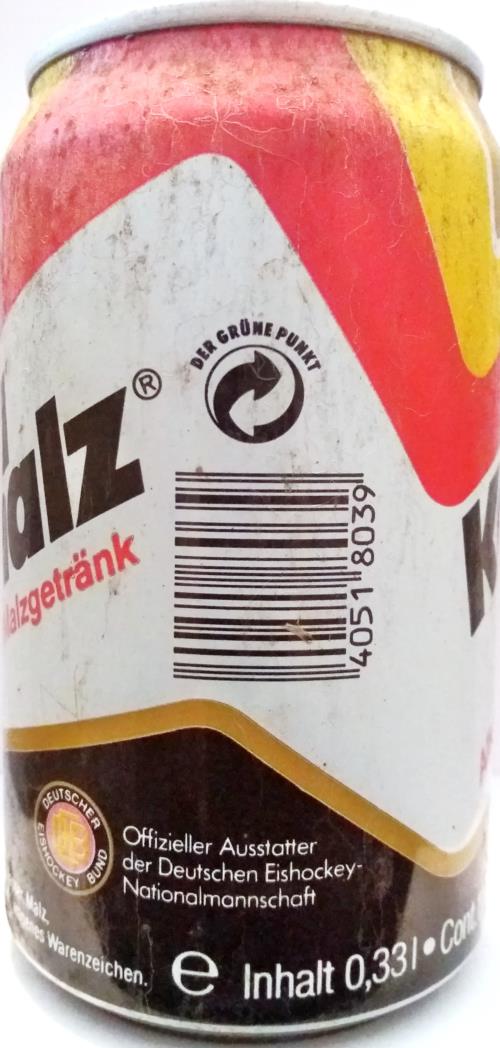 DER GRÜNE PUNKT
alz®
alzgetränk
4051 8039
DEUTSCHER
EISHOCKEY BUND
Offizieller Ausstatter
der Deutschen Eishockey-
Nationalmannschaft
Malz.
Warenzeichen.
e Inhalt 0,33 l • Cont.
K